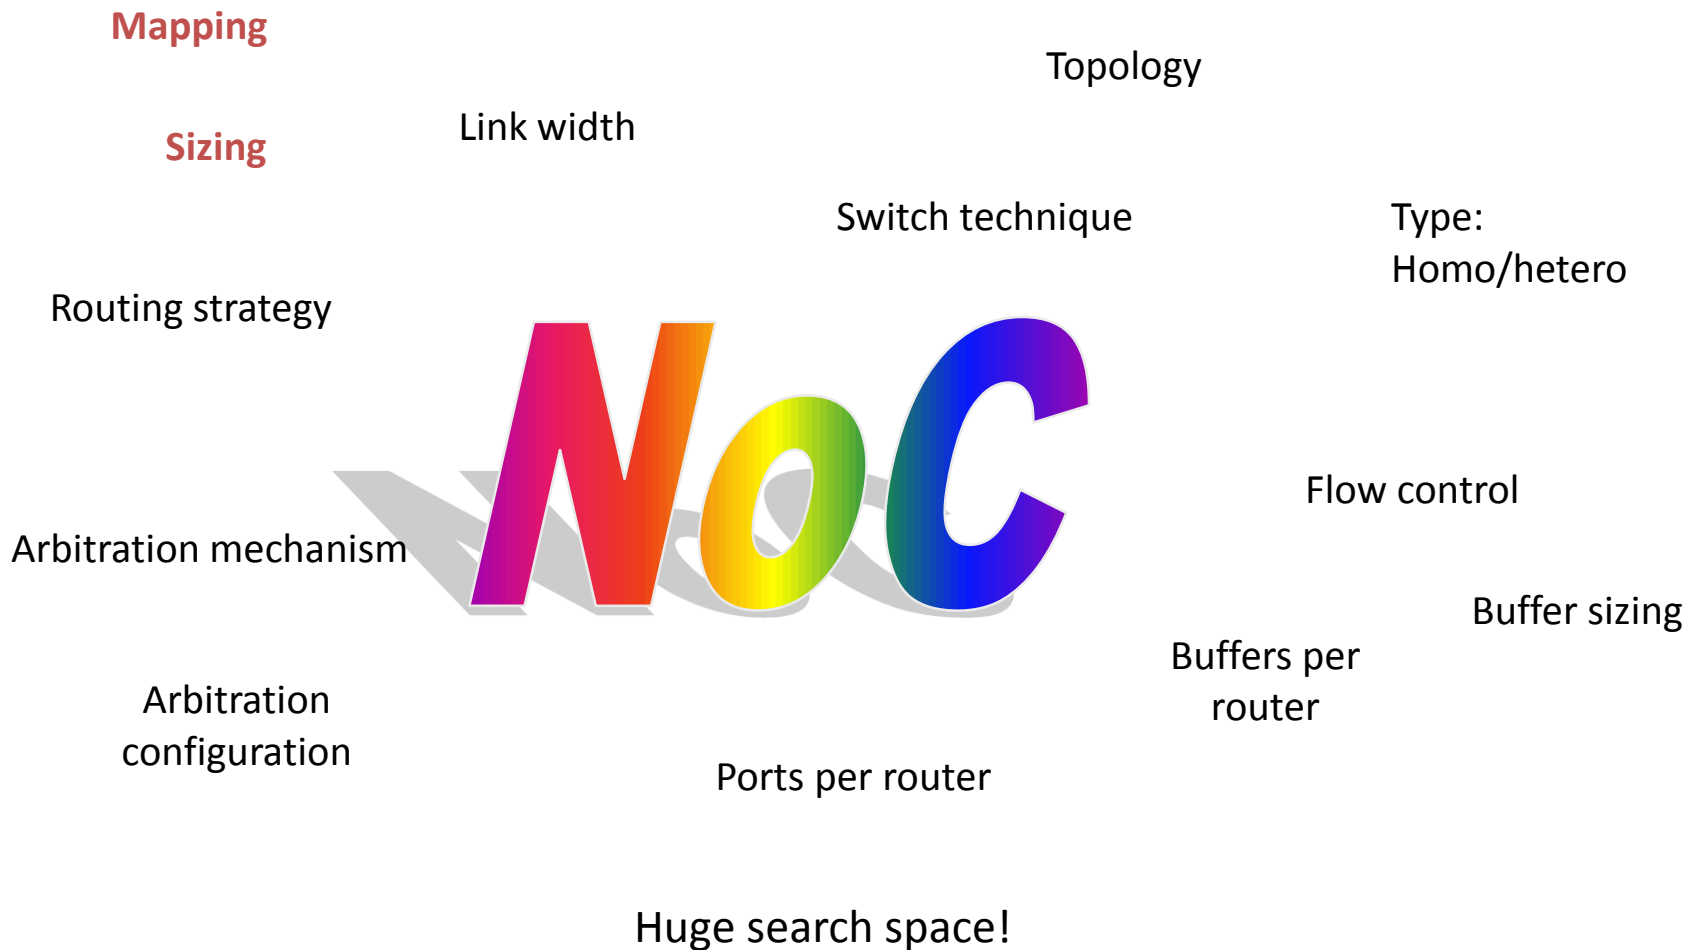 Mapping
Topology
Link width
Sizing
Switch technique
Type:
Homo/hetero
Routing strategy
NoC
Flow control
Arbitration mechanism
Buffer sizing
Buffers per
router
Arbitration
configuration
Ports per router
Huge search space!